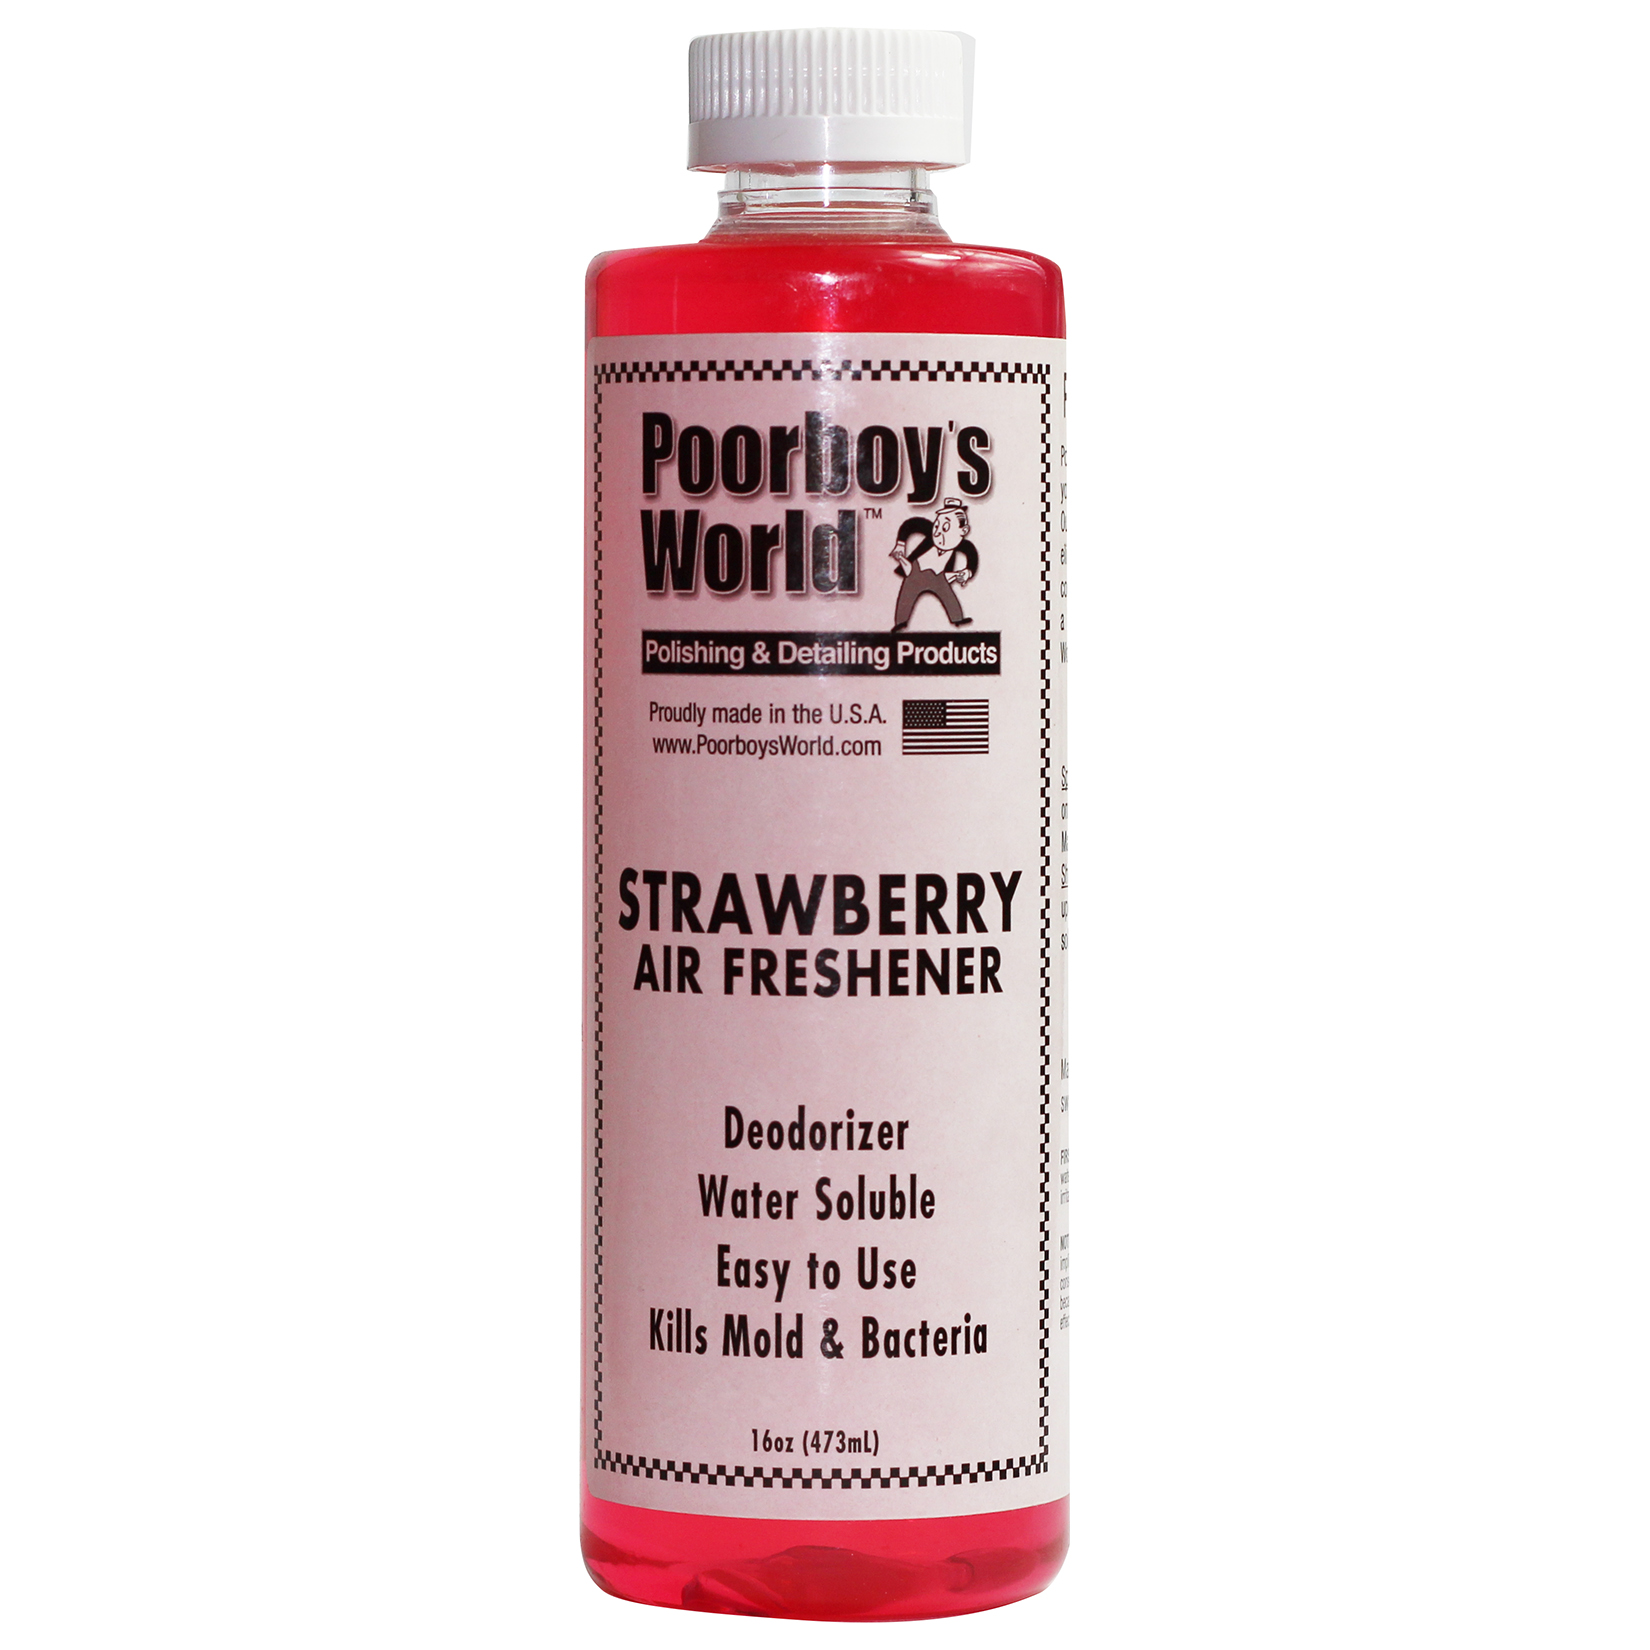 Poorboy's
World™
Polishing & Detailing Products
Proudly made in the U.S.A.
www.PoorboysWorld.com
STRAWBERRY
AIR FRESHENER
Deodorizer
Water Soluble
Easy to Use
Kills Mold & Bacteria
16oz (473mL)